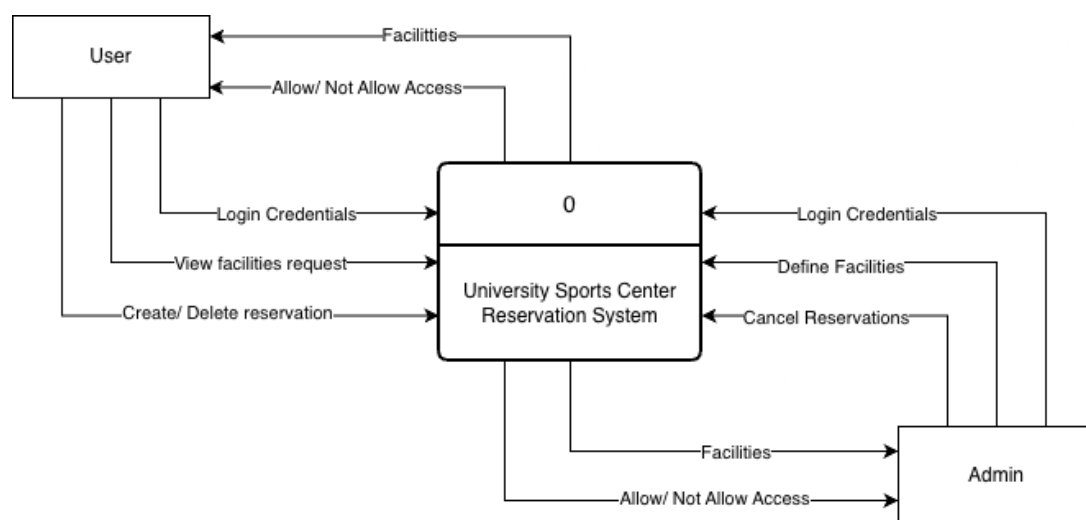 Facilitties
User
Allow/ Not Allow Access
0
Login Credentials
Login Credentials
View facilities request
Define Facilities
University Sports Center
Reservation System
Create/ Delete reservation
Cancel Reservations
Facilities
Admin
Allow/ Not Allow Access